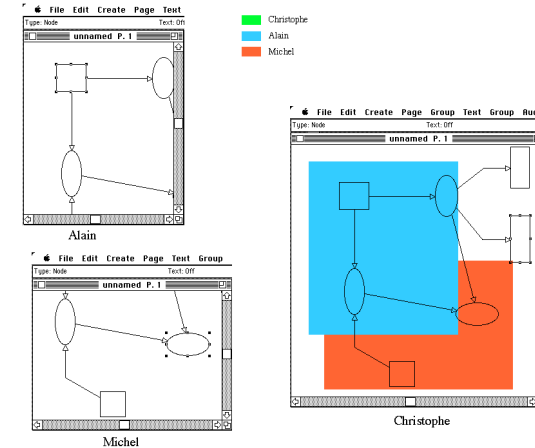 File Edit Create Page Text
Type: Node Text: Off
unnamed P. 1
Alain
Christophe
Alain
Michel
File Edit Create Page Group Text Group Aud
Type: Node Text: Off
unnamed P. 1
Christophe
File Edit Create Page Text Group
Type: Node Text: Off
unnamed P. 1
Michel